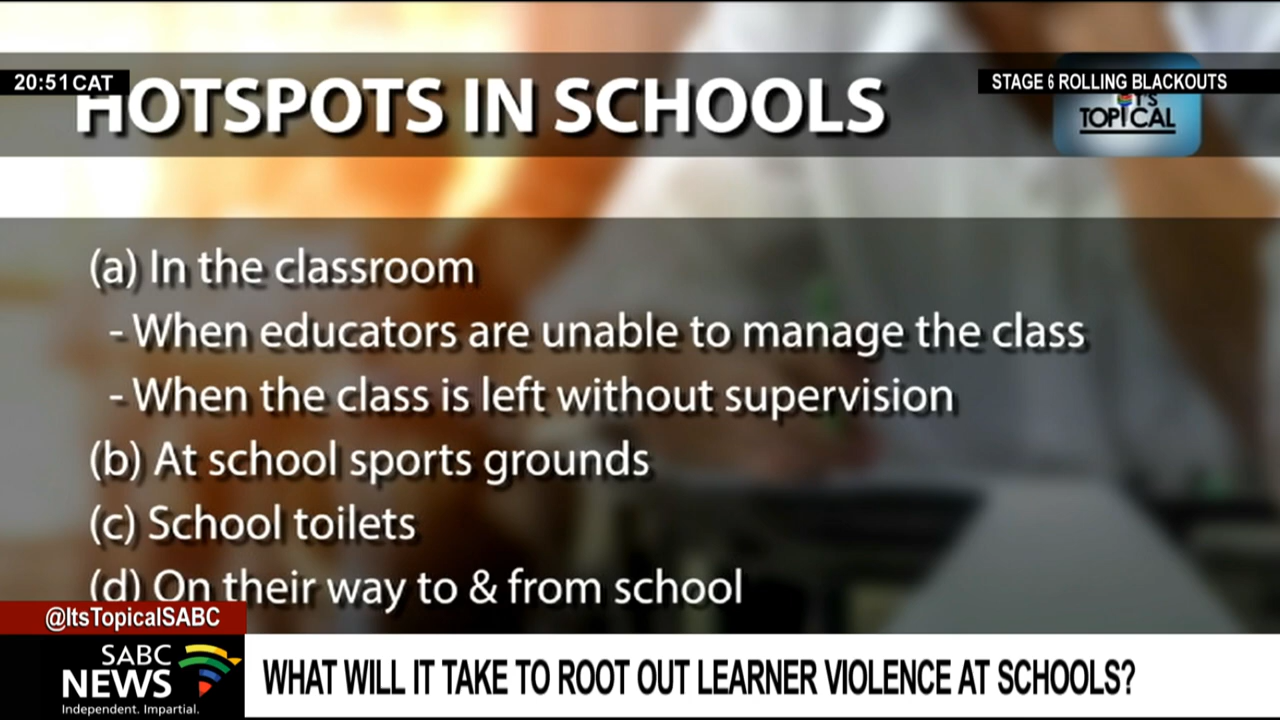 20:51 CAT
HOTSPOTS IN SCHOOLS
STAGE 6 ROLLING BLACKOUTS
IT'S
TOPICAL
(a) In the classroom
- When educators are unable to manage the class
- When the class is left without supervision
(b) At school sports grounds
(c) School toilets
(d) On their way to & from school
@ItsTopicalSABC
SABC
NEWS
Independent. Impartial.
WHAT WILL IT TAKE TO ROOT OUT LEARNER VIOLENCE AT SCHOOLS?